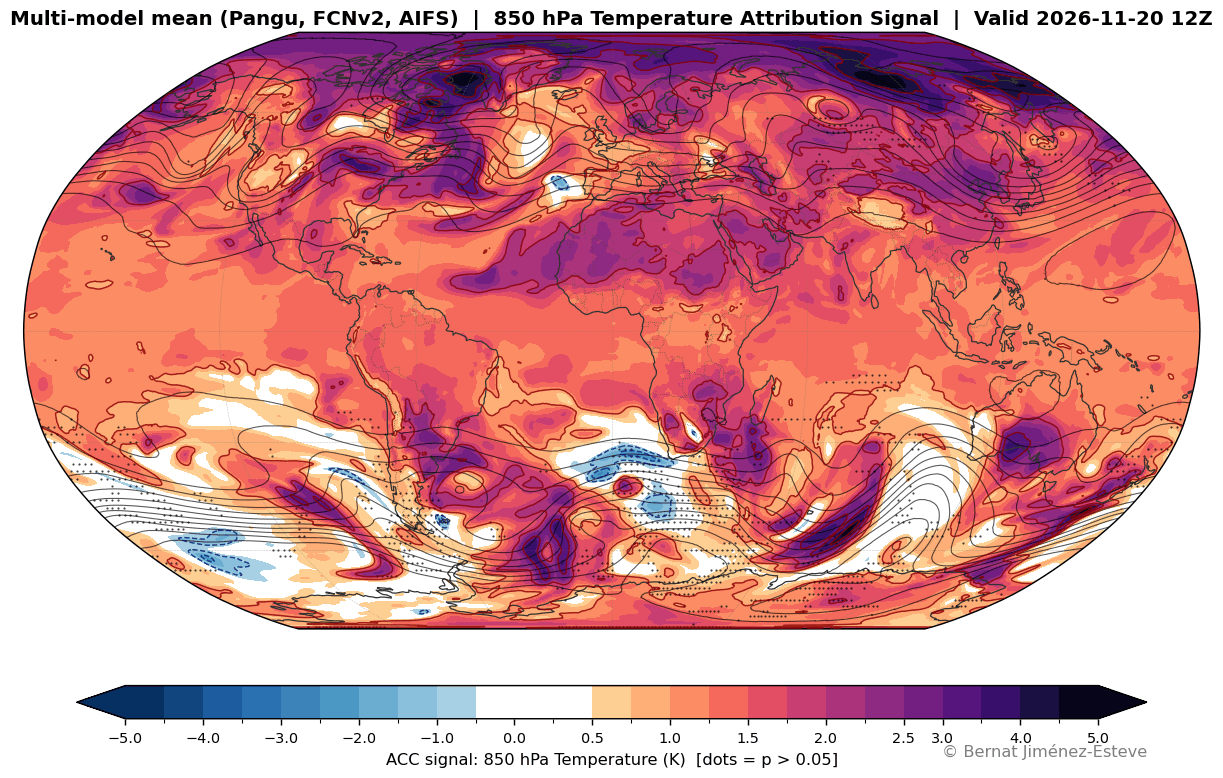 Multi-model mean (Pangu, FCNv2, AIFS)  |  850 hPa Temperature Attribution Signal  |  Valid 2026-11-20 12Z
−5.0 −4.0 −3.0 −2.0 −1.0 0.0 0.5 1.0 1.5 2.0 2.5 3.0 4.0 5.0
ACC signal: 850 hPa Temperature (K)  [dots = p > 0.05]
© Bernat Jiménez-Esteve